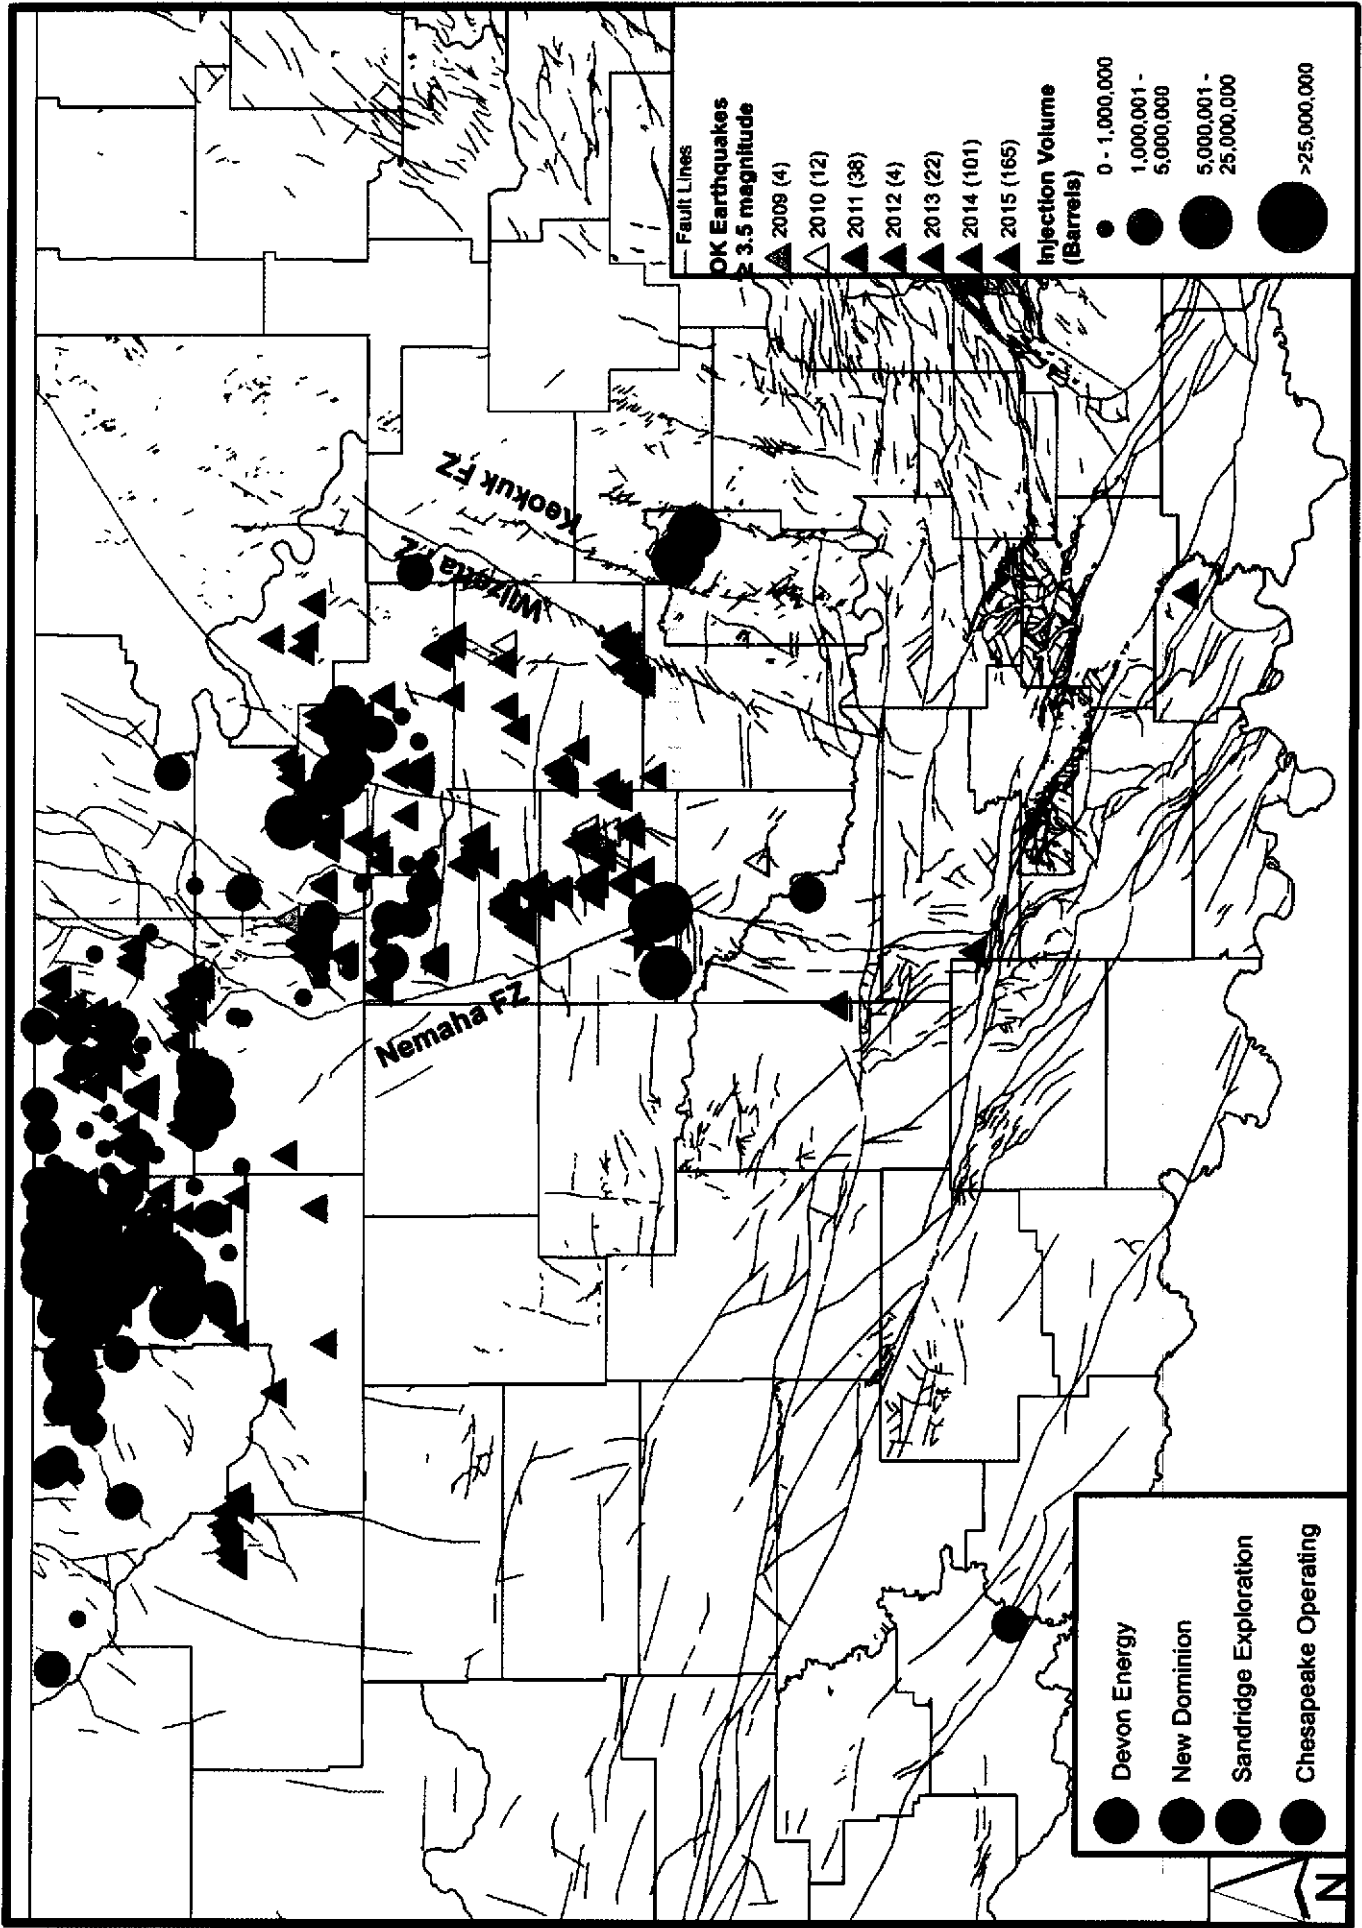 Keokuk FZ
Wilzetta FZ
Nemaha FZ
Fault Lines
OK Earthquakes
≥ 3.5 magnitude
2009 (4)
2010 (12)
2011 (38)
2012 (4)
2013 (22)
2014 (101)
2015 (165)
Injection Volume
(Barrels)
0 - 1,000,000
1,000,001 -
5,000,000
5,000,001 -
25,000,000
>25,000,000
Devon Energy
New Dominion
Sandridge Exploration
Chesapeake Operating
N